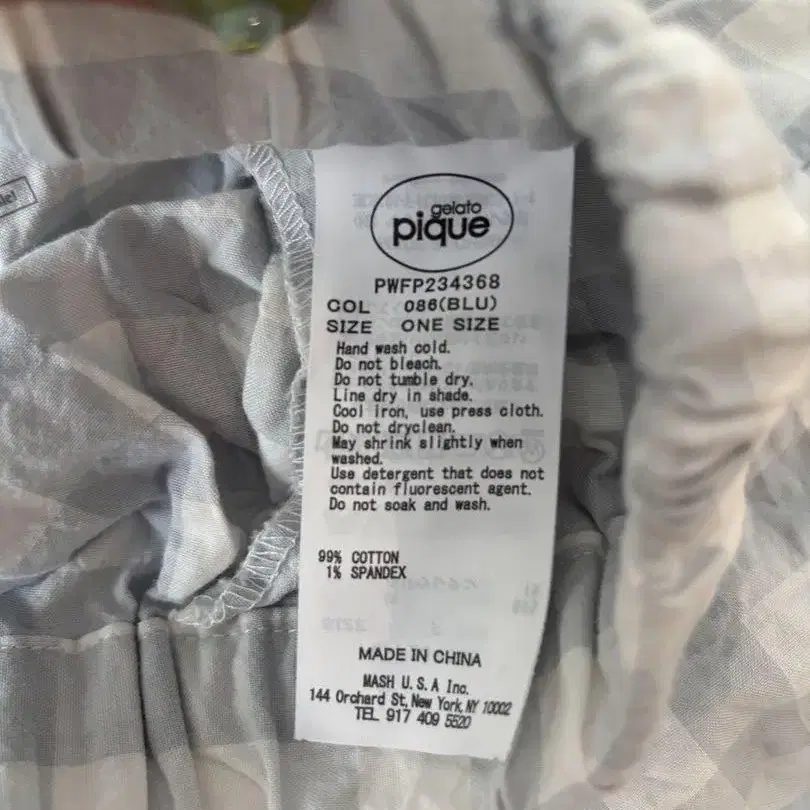 gelato
pique
PWFP234368
COL 086(BLU)
SIZE ONE SIZE
Hand wash cold.
Do not bleach.
Do not tumble dry.
Line dry in shade.
Cool iron, use press cloth.
Do not dryclean.
May shrink slightly when
washed.
Use detergent that does not
contain fluorescent agent.
Do not soak and wash.
99% COTTON
1% SPANDEX
MADE IN CHINA
MASH U.S.A Inc.
144 Orchard St, New York, NY 10002
TEL 917 409 5520